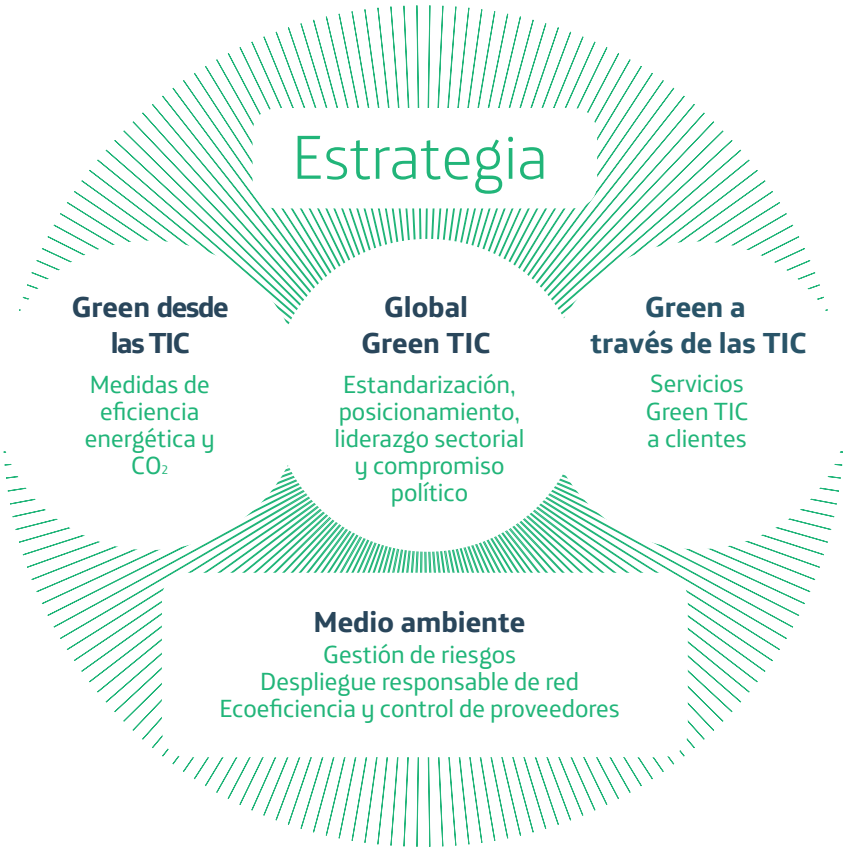 Estrategia
Green desde
las TIC
Medidas de
eficiencia
energética y
CO₂
Global
Green TIC
Estandarización,
posicionamiento,
liderazgo sectorial
y compromiso
político
Green a
través de las TIC
Servicios
Green TIC
a clientes
Medio ambiente
Gestión de riesgos
Despliegue responsable de red
Ecoeficiencia y control de proveedores